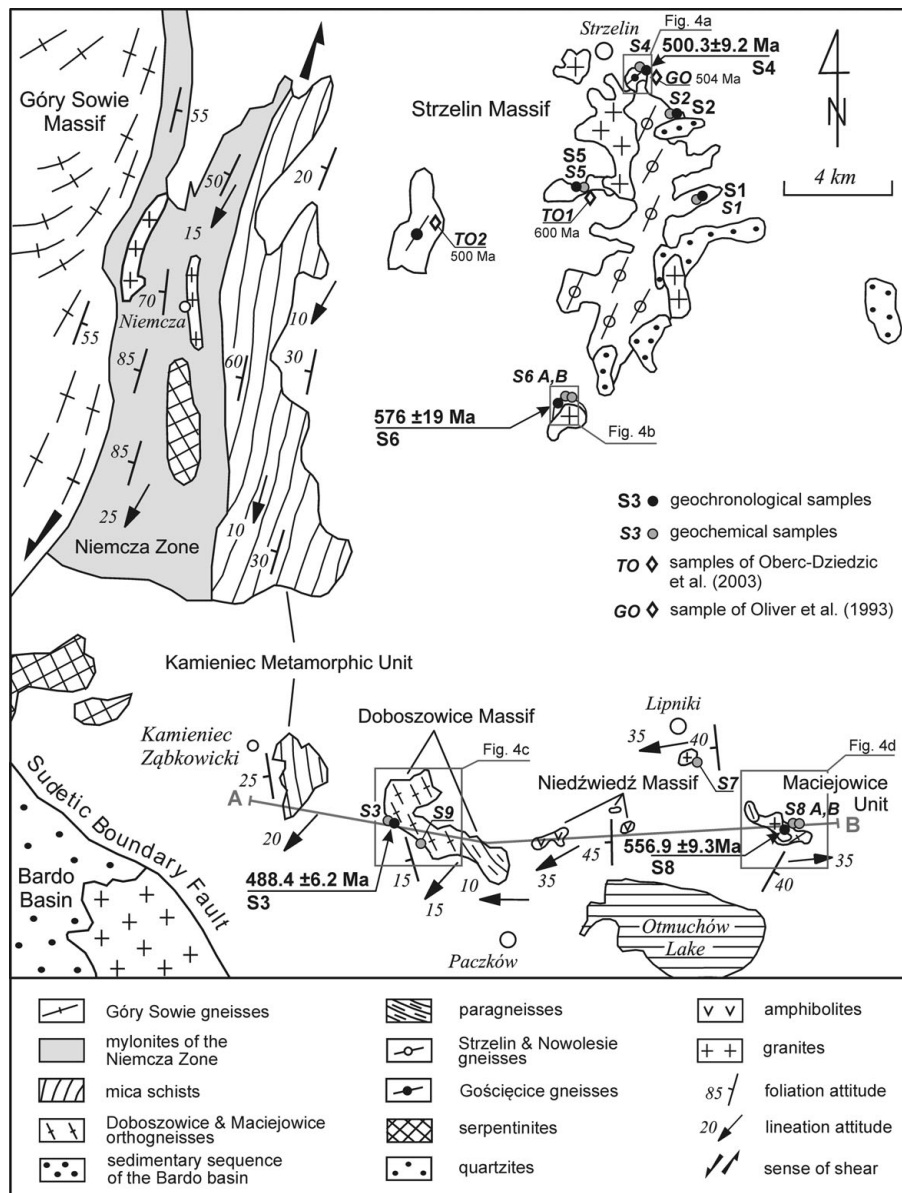 Góry Sowie
Massif
55
50
15
20
70
Niemcza
10
30
55
85
60
85
25
10
30
Niemcza Zone
Strzelin
Fig. 4a
S4
500.3±9.2 Ma
S4
GO 504 Ma
Strzelin Massif
N
4 km
S2
S2
S5
S5
S1
S1
TO1
600 Ma
TO2
500 Ma
S6 A,B
576 ±19 Ma
S6
Fig. 4b
S3 geochronological samples
S3 geochemical samples
TO samples of Oberc-Dziedzic
et al. (2003)
GO sample of Oliver et al. (1993)
Kamieniec Metamorphic Unit
Kamieniec
Ząbkowicki
25
A
20
Doboszowice Massif
Fig. 4c
S3
S9
488.4 ±6.2 Ma
S3
15
15
10
Niedźwiedź Massif
35
45
Lipniki
35
40
S7
Fig. 4d
Maciejowice
Unit
S8 A,B
B
556.9 ±9.3Ma
S8
35
40
Sudetic Boundary Fault
Bardo
Basin
Paczków
Otmuchów
Lake
Góry Sowie gneisses
mylonites of the
Niemcza Zone
mica schists
Doboszowice & Maciejowice
orthogneisses
sedimentary sequence
of the Bardo basin
paragneisses
Strzelin & Nowolesie
gneisses
Gościęcice gneisses
serpentinites
quartzites
amphibolites
granites
85 foliation attitude
20 lineation attitude
sense of shear